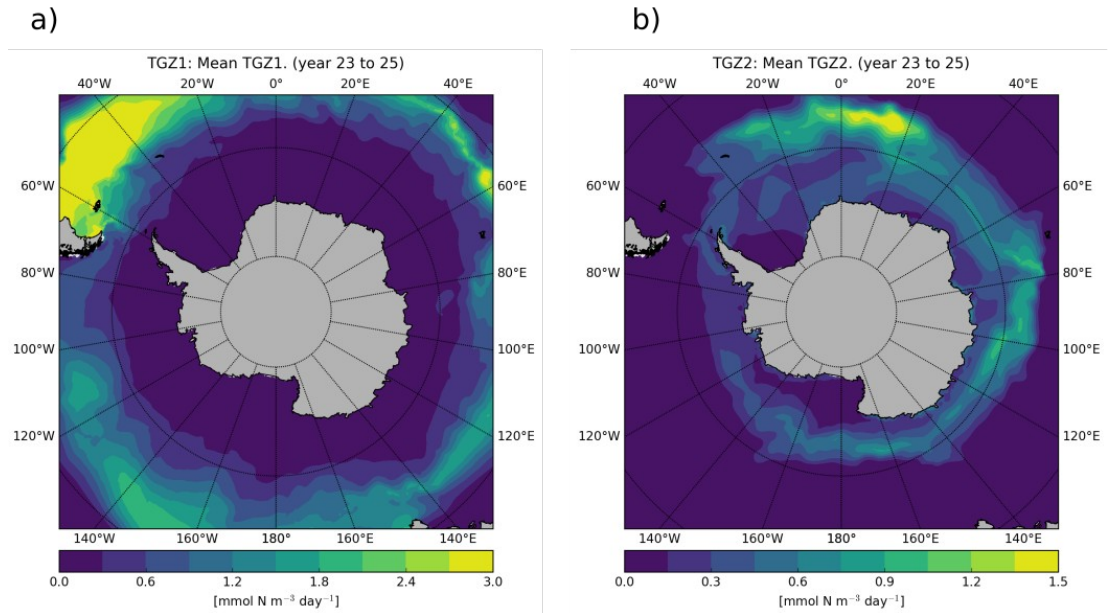 a)
TGZ1: Mean TGZ1. (year 23 to 25)
40°W 20°W 0° 20°E 40°E
60°W 60°E
80°W 80°E
100°W 100°E
120°W 120°E
140°W 160°W 180° 160°E 140°E
0.0 0.6 1.2 1.8 2.4 3.0
[mmol N m⁻³ day⁻¹]
b)
TGZ2: Mean TGZ2. (year 23 to 25)
40°W 20°W 0° 20°E 40°E
60°W 60°E
80°W 80°E
100°W 100°E
120°W 120°E
140°W 160°W 180° 160°E 140°E
0.0 0.3 0.6 0.9 1.2 1.5
[mmol N m⁻³ day⁻¹]